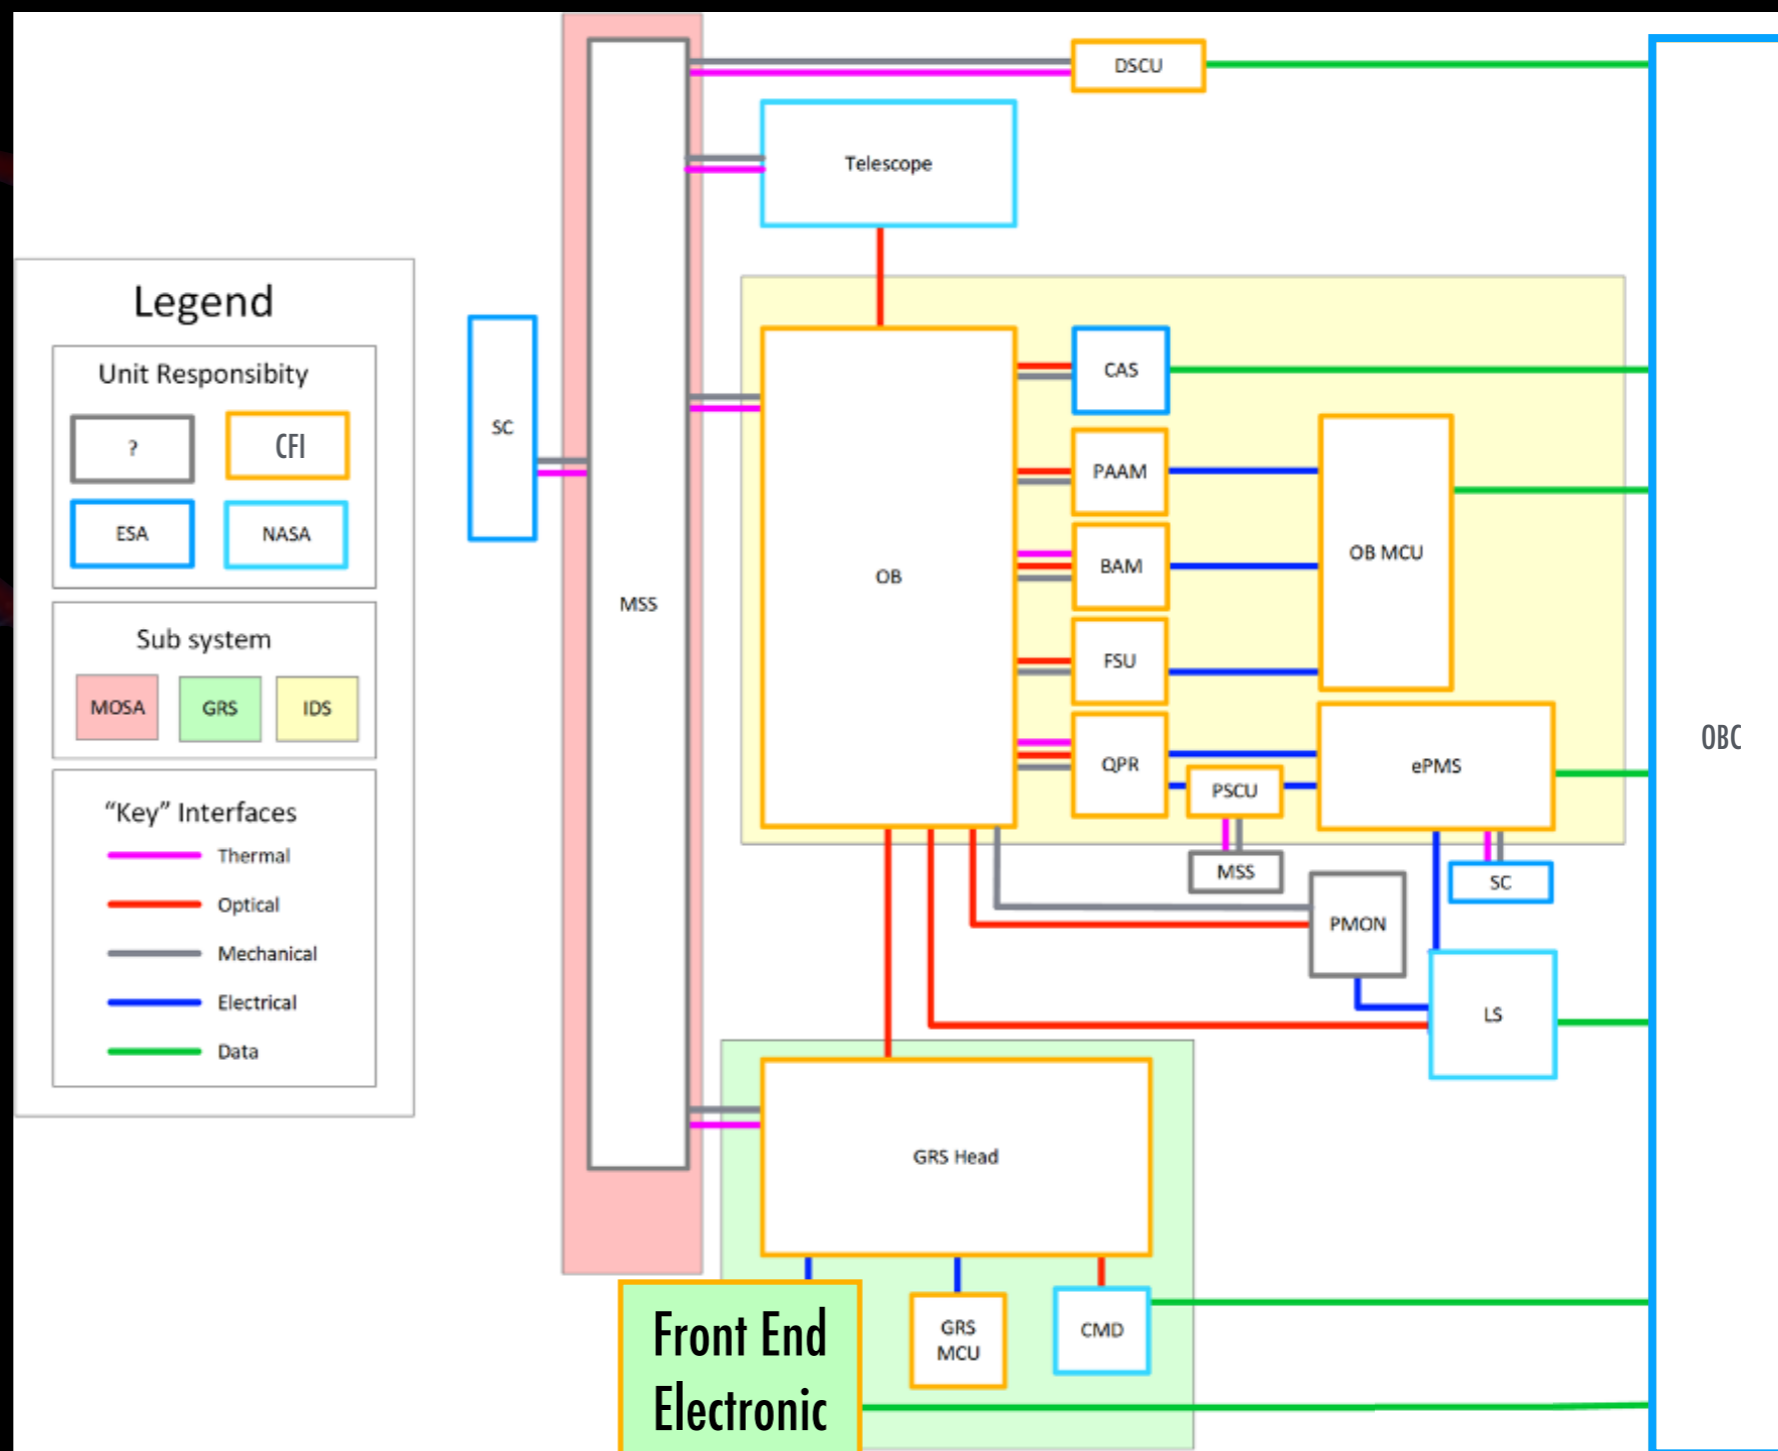 DSCU
Telescope
Legend
Unit Responsibity
?
CFI
ESA
NASA
Sub system
MOSA
GRS
IDS
“Key” Interfaces
Thermal
Optical
Mechanical
Electrical
Data
SC
MSS
OB
CAS
PAAM
BAM
FSU
QPR
OB MCU
ePMS
PSCU
MSS
SC
PMON
LS
OBC
GRS Head
Front End
Electronic
GRS
MCU
CMD